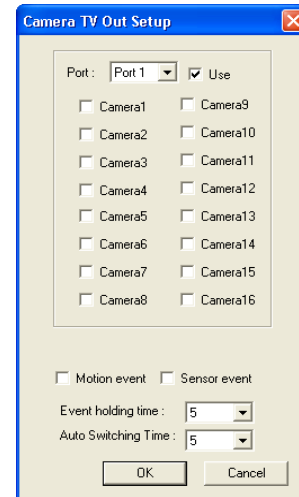 Camera TV Out Setup
Port : Port 1 Use
Camera1 Camera9
Camera2 Camera10
Camera3 Camera11
Camera4 Camera12
Camera5 Camera13
Camera6 Camera14
Camera7 Camera15
Camera8 Camera16
Motion event Sensor event
Event holding time : 5
Auto Switching Time : 5
OK Cancel